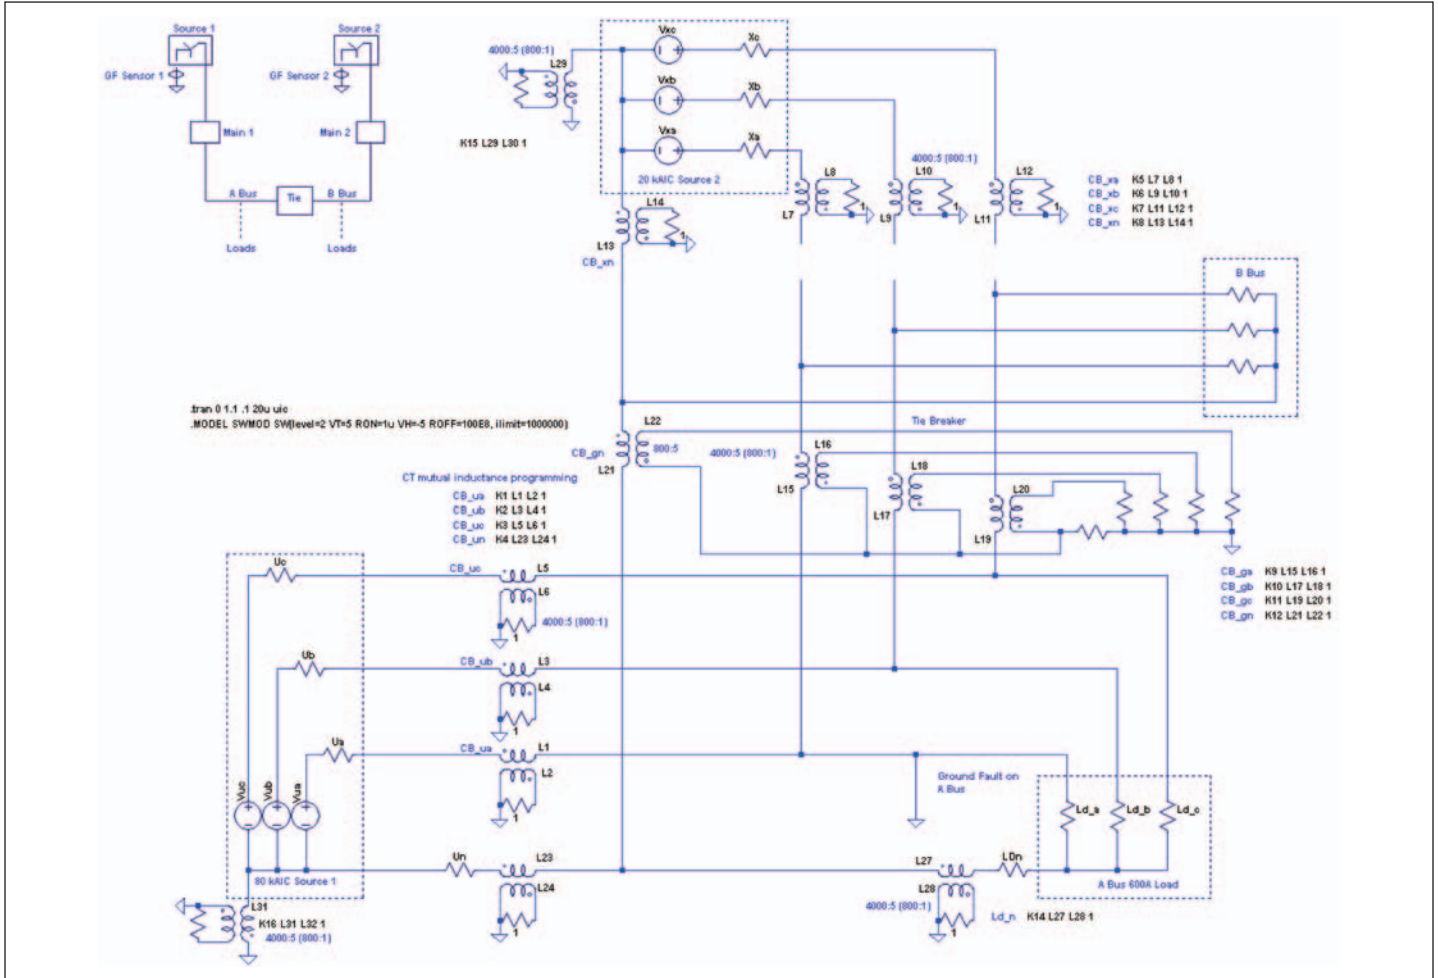 Source 1
Source 2
GF Sensor 1
GF Sensor 2
Main 1
Main 2
A Bus
B Bus
Tie
Loads
Loads
4000:5 (800:1)
L29
K15 L29 L30 1
Vxc
Xc
Vxb
Xb
Vxa
Xa
20 kAIC Source 2
4000:5 (800:1)
L8
L10
L12
L7
L9
L11
1
1
1
CB_xa K5 L7 L8 1
CB_xb K6 L9 L10 1
CB_xc K7 L11 L12 1
CB_xn K8 L13 L14 1
L14
1
L13
CB_xn
B Bus
.tran 0 1.1 .1 20u uic
.MODEL SWMOD SW(level=2 VT=5 RON=1u VH=-5 ROFF=100E8, ilimit=1000000)
L22
Tie Breaker
CB_gn
800:5
4000:5 (800:1)
L16
L21
L18
L15
L20
L17
L19
CT mutual inductance programming
CB_ua K1 L1 L2 1
CB_ub K2 L3 L4 1
CB_uc K3 L5 L6 1
CB_un K4 L23 L24 1
CB_ga K9 L15 L16 1
CB_gb K10 L17 L18 1
CB_gc K11 L19 L20 1
CB_gn K12 L21 L22 1
Uc
CB_uc
L5
L6
4000:5 (800:1)
1
Ub
CB_ub
L3
L4
1
Ua
CB_ua
L1
L2
1
Vuc
Vub
Vua
Ground Fault on
A Bus
Ld_a
Ld_b
Ld_c
Un
L23
L27
LDn
80 kAIC Source 1
L24
L28
A Bus 600A Load
4000:5 (800:1)
Ld_n K14 L27 L28 1
1
1
L31
K16 L31 L32 1
4000:5 (800:1)